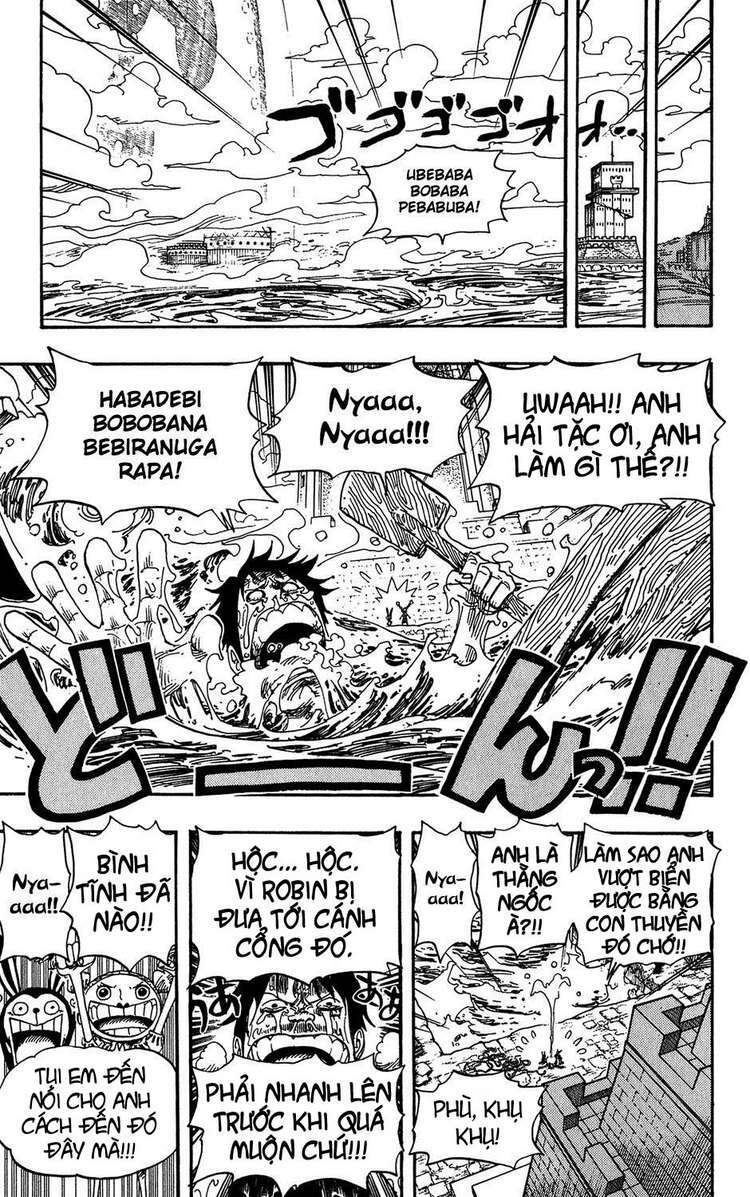 ゴゴゴゴオオ...
UBEBABA
BOBABA
PEBABUBA!
UWAAH!! ANH
HẢI TẶC ƠI, ANH
LÀM GÌ THẾ?!!
Nyaaa,
Nyaaa!!!
HABADEBI
BOBOBANA
BEBIRANUGA
RAPA!
どーんっ!!
LÀM SAO ANH
VƯỢT BIỂN
ĐƯỢC BẰNG
CON THUYỀN
ĐÓ CHỚ!!
ANH LÀ
THẰNG
NGỐC
À?!!
Nya-
aaa!
PHÙ, KHỤ
KHỤ!
HỘC... HỘC.
VÌ ROBIN BỊ
ĐƯA TỚI CÁNH
CỔNG ĐÓ.
PHẢI NHANH LÊN
TRƯỚC KHI QUÁ
MUỘN CHỨ!!!
BÌNH
TĨNH ĐÃ
NÀO!!
Nya-
aaa!!
TỤI EM ĐẾN
NÓI CHO ANH
CÁCH ĐẾN ĐÓ
ĐÂY MÀ!!!